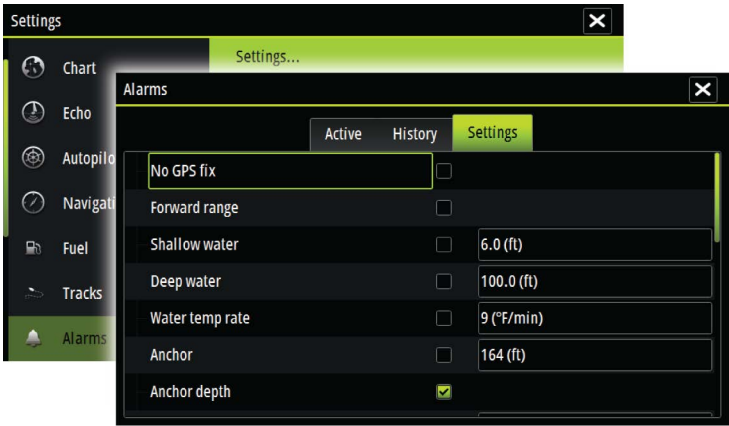 Settings
Settings...
Chart
Echo
Autopilo
Navigati
Fuel
Tracks
Alarms
Alarms
Active History Settings
No GPS fix
Forward range
Shallow water 6.0 (ft)
Deep water 100.0 (ft)
Water temp rate 9 (°F/min)
Anchor 164 (ft)
Anchor depth